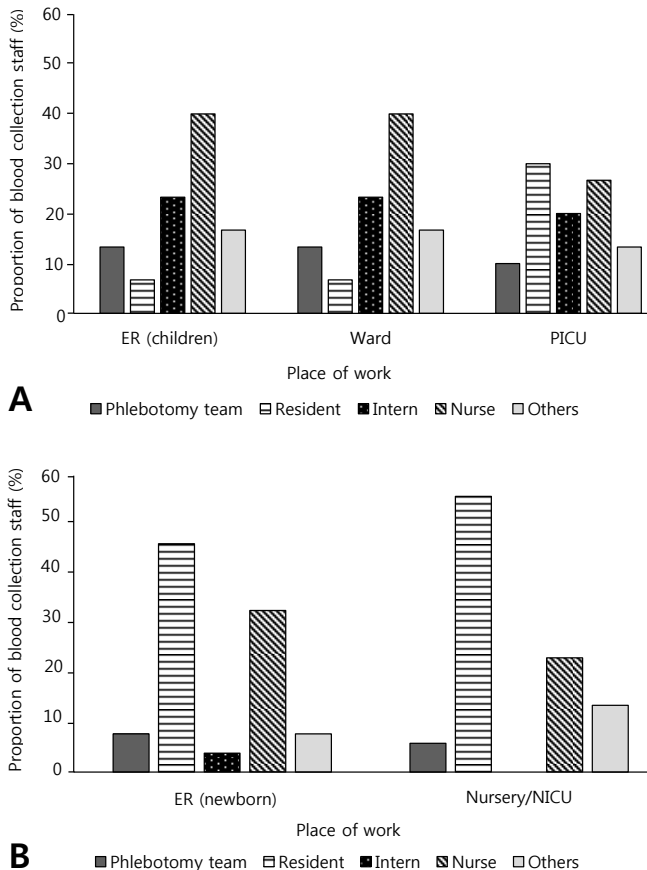 Proportion of blood collection staff (%)
60
50
40
30
20
10
0
ER (children) Ward PICU
Place of work
A
Phlebotomy team Resident Intern Nurse Others
Proportion of blood collection staff (%)
60
50
40
30
20
10
0
ER (newborn) Nursery/NICU
Place of work
B
Phlebotomy team Resident Intern Nurse Others